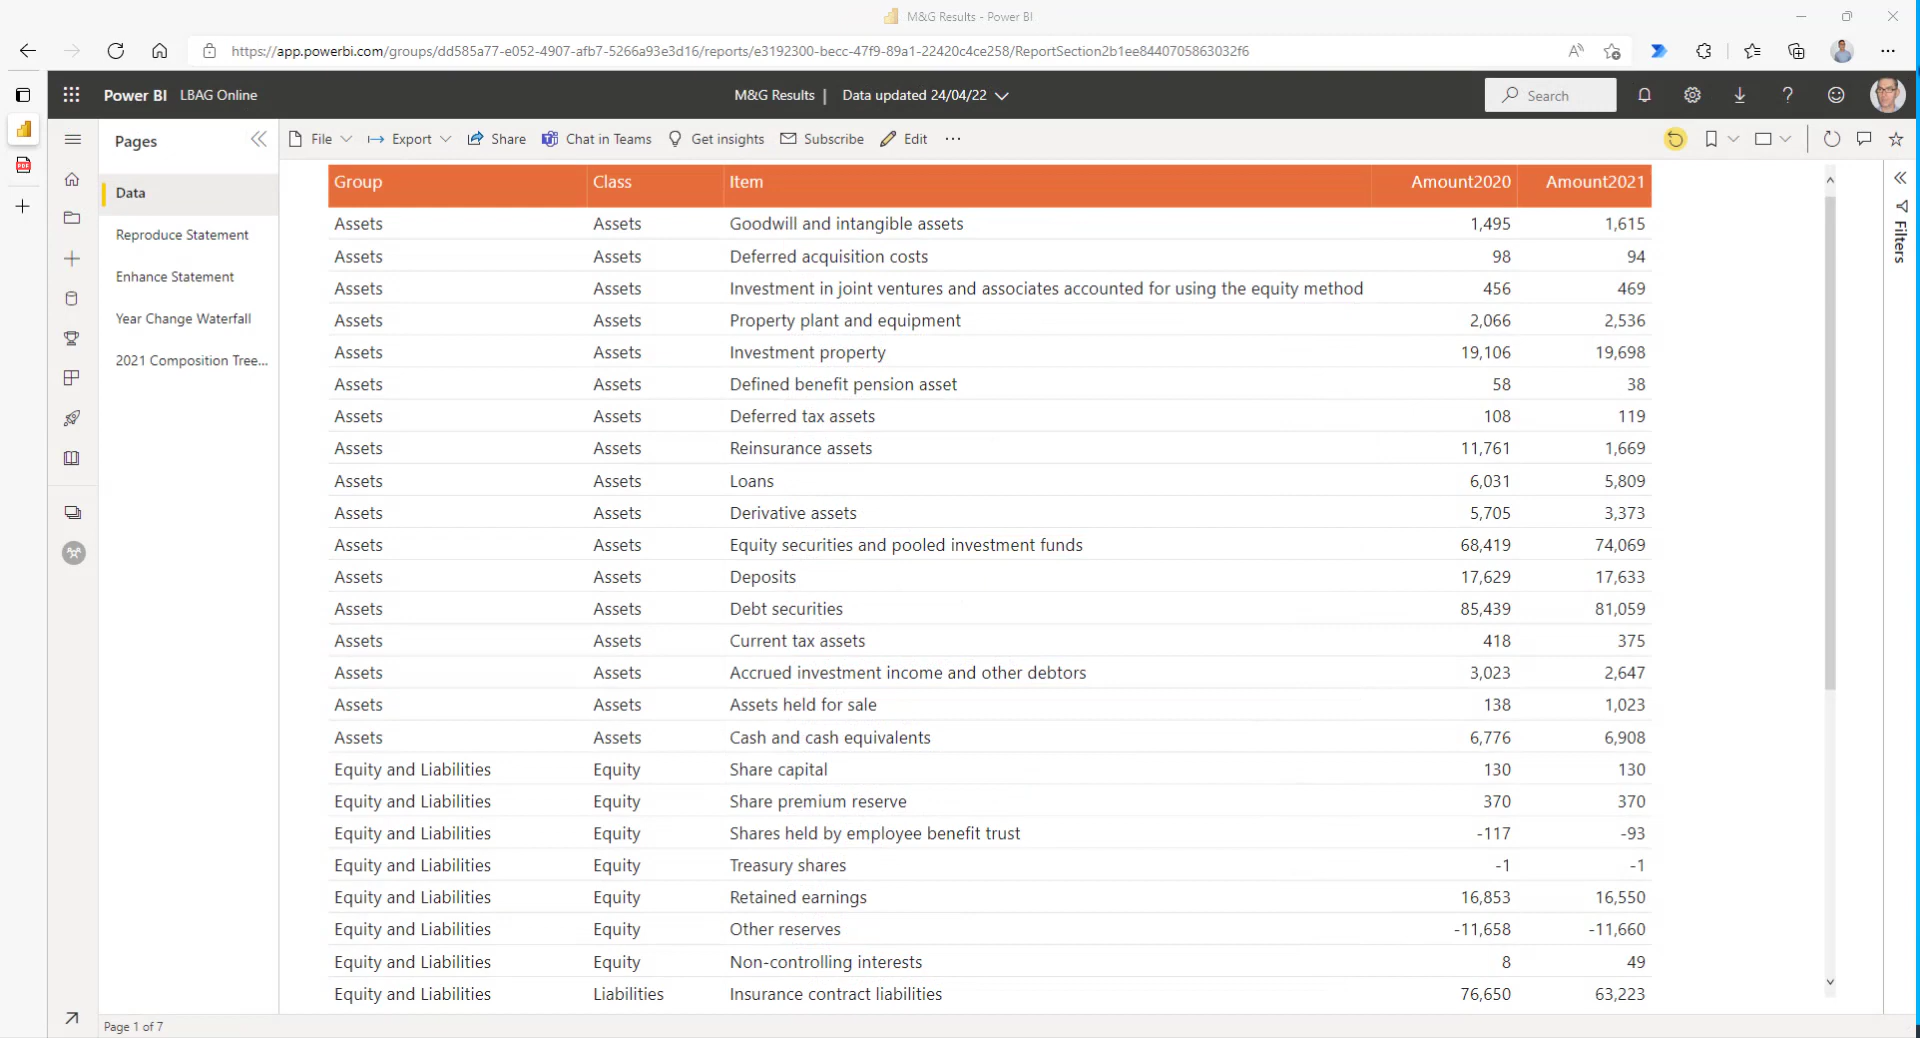 M&G Results - Power BI
https://app.powerbi.com/groups/dd585a77-e052-4907-afb7-5266a93e3d16/reports/e3192300-becc-47f9-89a1-22420c4ce258/ReportSection2b1ee8440705863032f6
Power BI LBAG Online M&G Results | Data updated 24/04/22 Search
Pages
File Export Share Chat in Teams Get insights Subscribe Edit
Data
Reproduce Statement
Enhance Statement
Year Change Waterfall
2021 Composition Tree...
Group Class Item Amount2020 Amount2021
Assets Assets Goodwill and intangible assets 1,495 1,615
Assets Assets Deferred acquisition costs 98 94
Assets Assets Investment in joint ventures and associates accounted for using the equity method 456 469
Assets Assets Property plant and equipment 2,066 2,536
Assets Assets Investment property 19,106 19,698
Assets Assets Defined benefit pension asset 58 38
Assets Assets Deferred tax assets 108 119
Assets Assets Reinsurance assets 11,761 1,669
Assets Assets Loans 6,031 5,809
Assets Assets Derivative assets 5,705 3,373
Assets Assets Equity securities and pooled investment funds 68,419 74,069
Assets Assets Deposits 17,629 17,633
Assets Assets Debt securities 85,439 81,059
Assets Assets Current tax assets 418 375
Assets Assets Accrued investment income and other debtors 3,023 2,647
Assets Assets Assets held for sale 138 1,023
Assets Assets Cash and cash equivalents 6,776 6,908
Equity and Liabilities Equity Share capital 130 130
Equity and Liabilities Equity Share premium reserve 370 370
Equity and Liabilities Equity Shares held by employee benefit trust -117 -93
Equity and Liabilities Equity Treasury shares -1 -1
Equity and Liabilities Equity Retained earnings 16,853 16,550
Equity and Liabilities Equity Other reserves -11,658 -11,660
Equity and Liabilities Equity Non-controlling interests 8 49
Equity and Liabilities Liabilities Insurance contract liabilities 76,650 63,223
Filters
Page 1 of 7